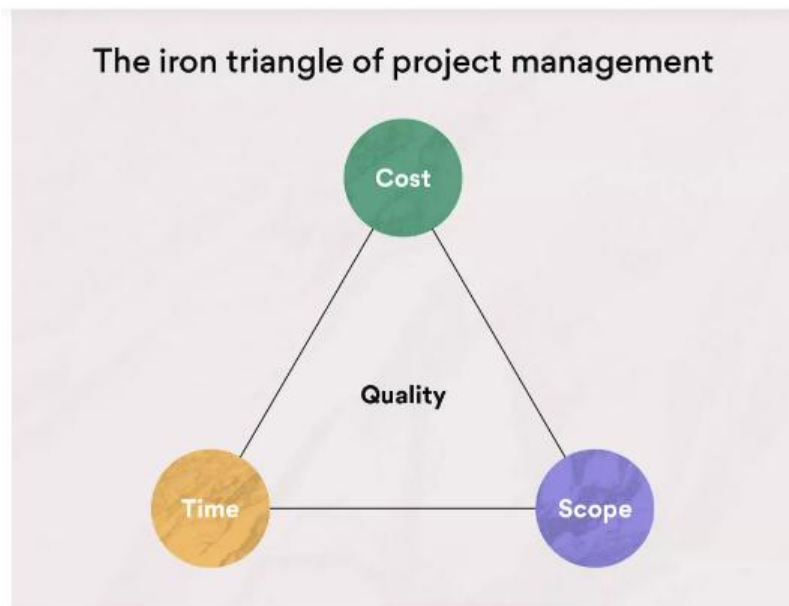 The iron triangle of project management
Cost
Quality
Time
Scope